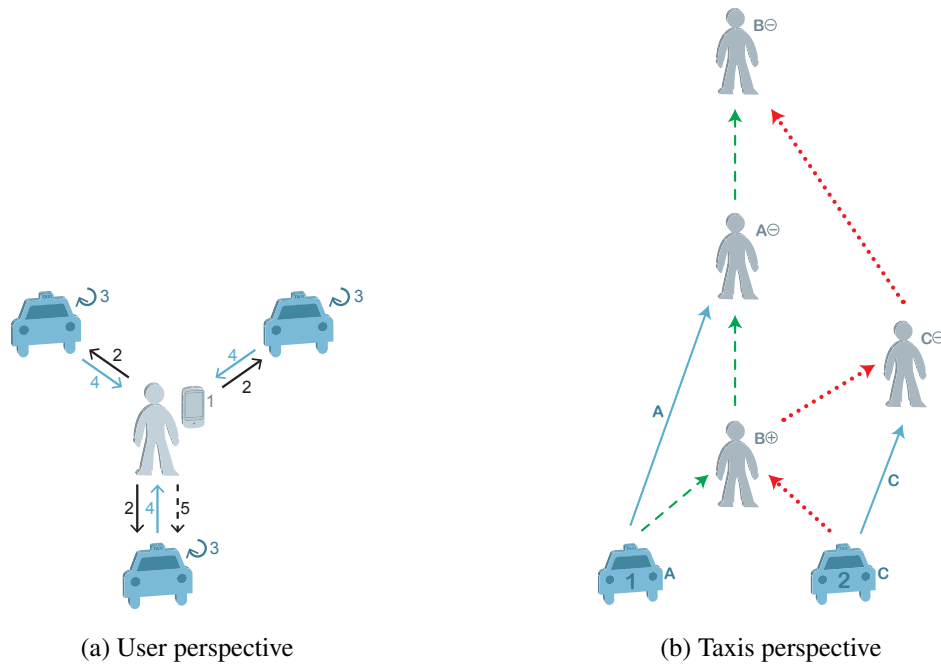 B⊖
A⊖
3
3
4
2
2
4
1
C⊖
A
B⊕
2
4
5
C
3
1
A
2
C
(a) User perspective
(b) Taxis perspective